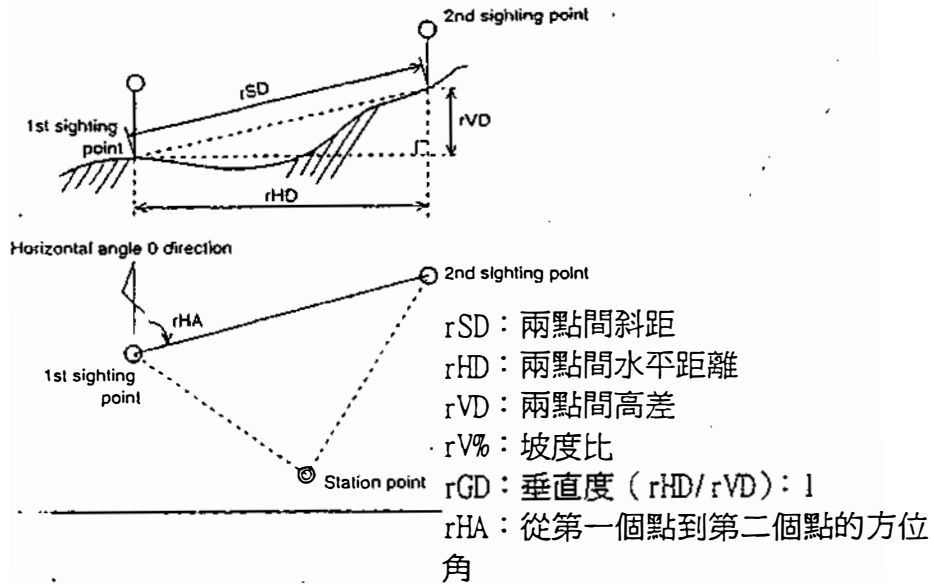 2nd sighting point
rSD
1st sighting
point
rVD
rHD
Horizontal angle 0 direction
2nd sighting point
rHA
1st sighting
point
Station point
rSD：兩點間斜距
rHD：兩點間水平距離
rVD：兩點間高差
rV%：坡度比
rGD：垂直度（rHD/rVD）：1
rHA：從第一個點到第二個點的方位
角